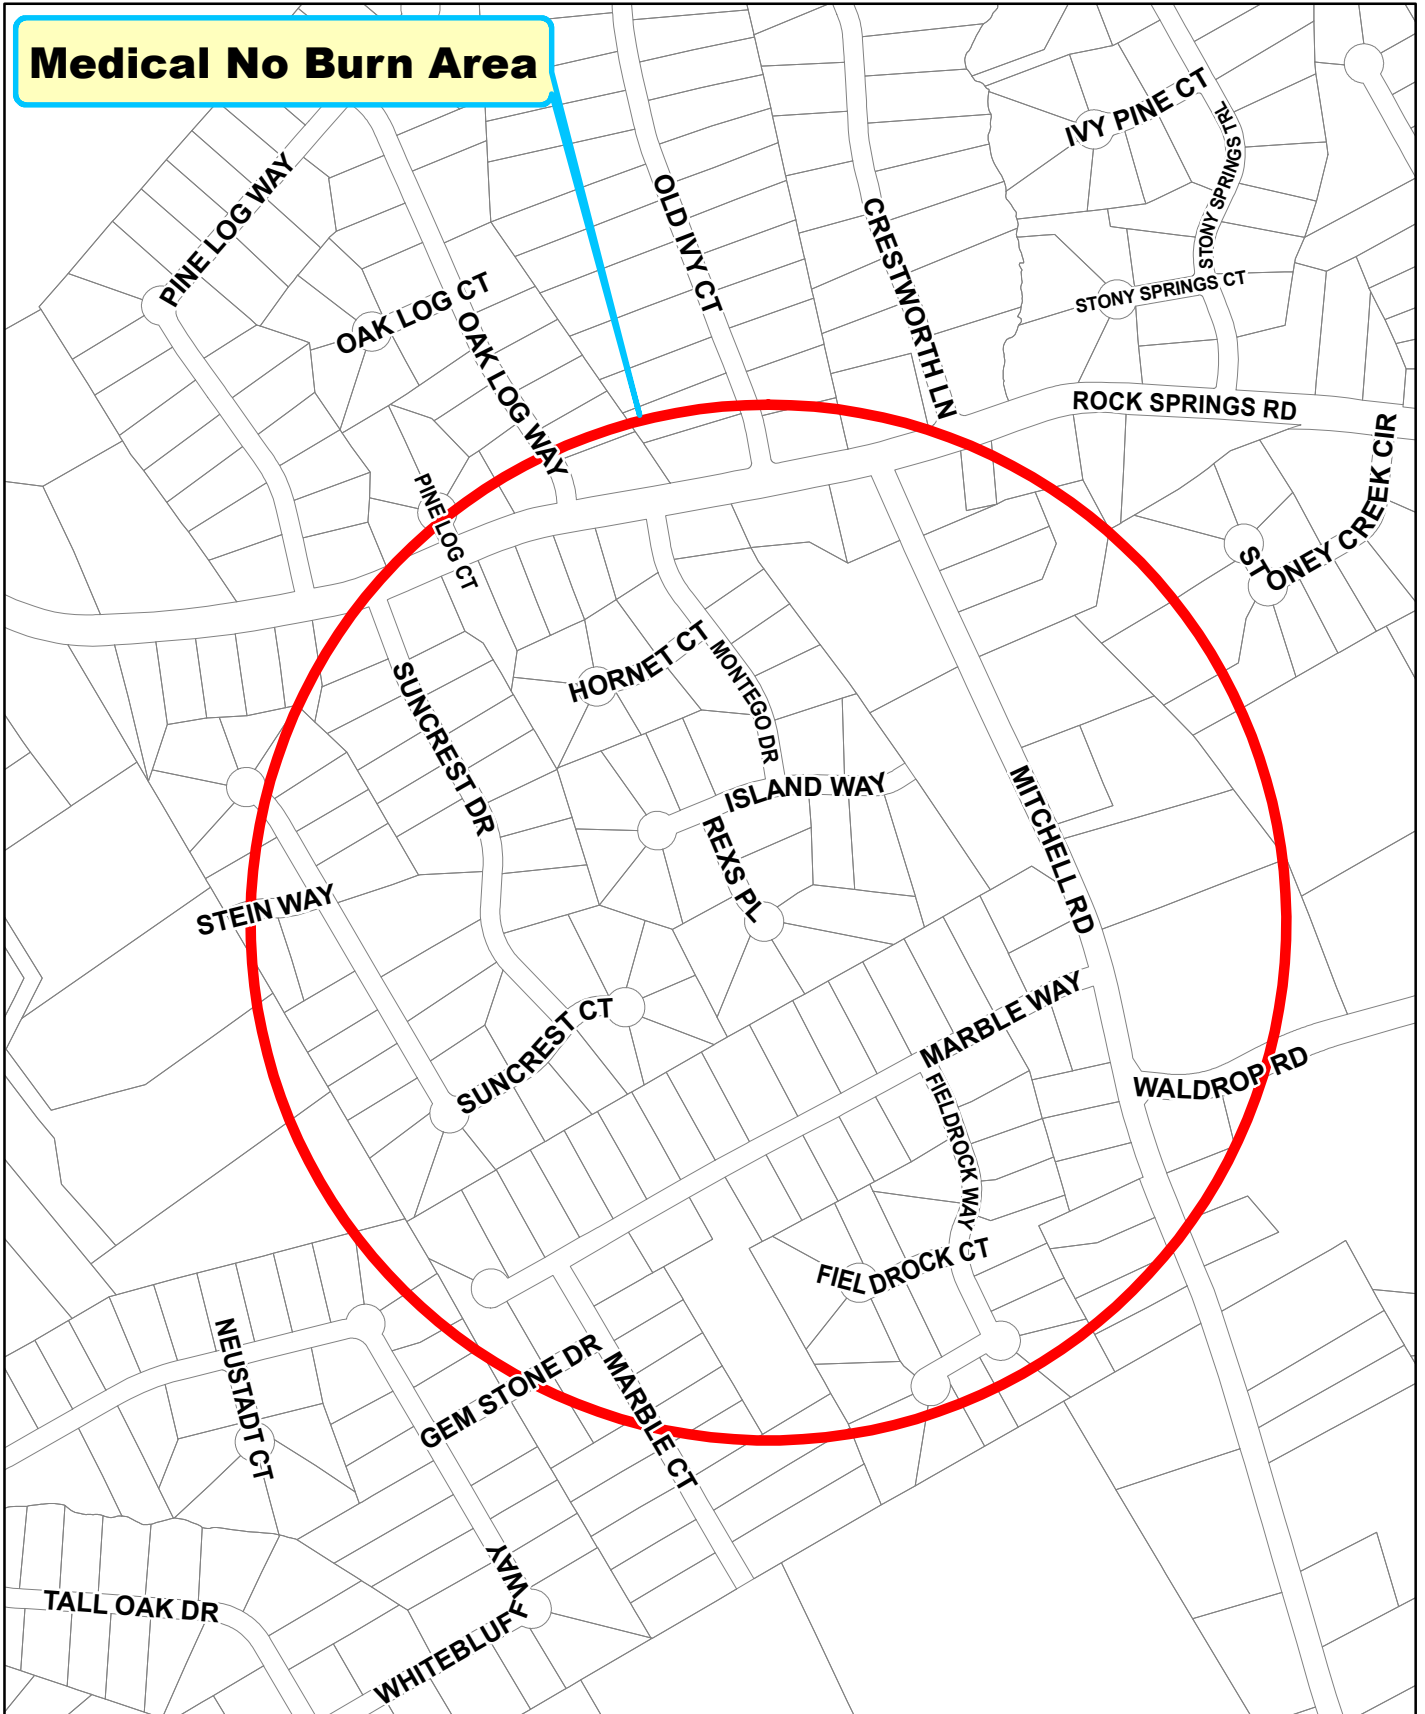 Medical No Burn Area
IVY PINE CT
STONY SPRINGS TRL
PINE LOG WAY
OLD IVY CT
CRESTWORTH LN
OAK LOG CT
STONY SPRINGS CT
OAK LOG WAY
ROCK SPRINGS RD
STONEY CREEK CIR
PINE LOG CT
HORNET CT
MONTEGO DR
SUNCREST DR
ISLAND WAY
MITCHELL RD
REXS PL
STEIN WAY
MARBLE WAY
SUNCREST CT
WALDROP RD
FIELDROCK WAY
FIELDROCK CT
NEUSTADT CT
GEM STONE DR
MARBLE CT
TALL OAK DR
WHITEBLUFF WAY